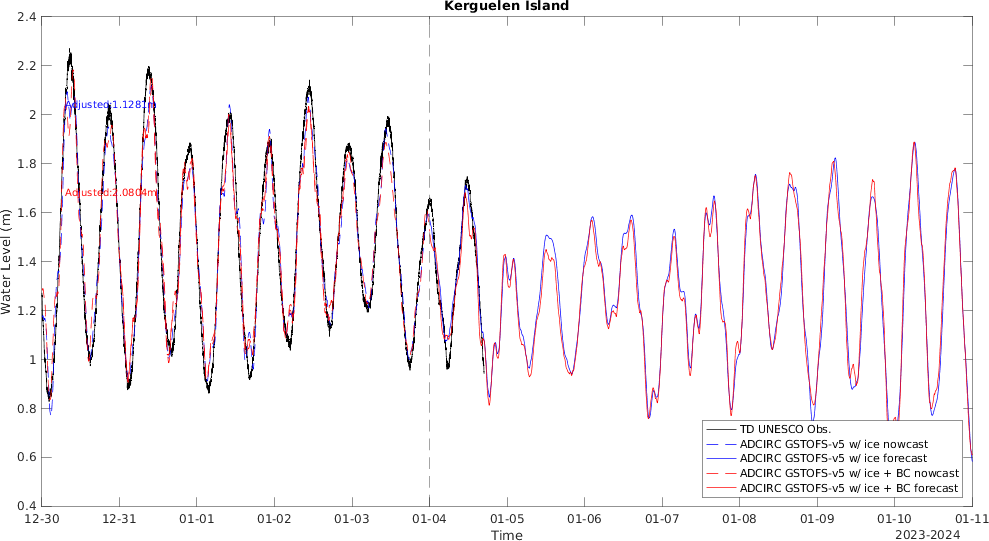 Kerguelen Island
2.4
2.2
2
1.8
1.6
1.4
1.2
1
0.8
0.6
0.4
Water Level (m)
Adjusted:1.1281m
Adjusted:2.0804m
TD UNESCO Obs.
ADCIRC GSTOFS-v5 w/ ice nowcast
ADCIRC GSTOFS-v5 w/ ice forecast
ADCIRC GSTOFS-v5 w/ ice + BC nowcast
ADCIRC GSTOFS-v5 w/ ice + BC forecast
12-30 12-31 01-01 01-02 01-03 01-04 01-05 01-06 01-07 01-08 01-09 01-10 01-11
Time
2023-2024